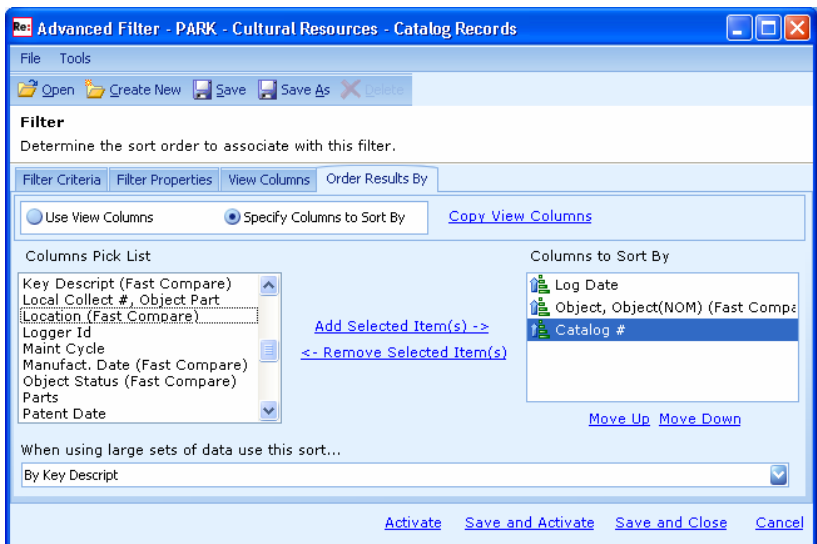 Re: Advanced Filter - PARK - Cultural Resources - Catalog Records
File Tools
Open Create New Save Save As Delete
Filter
Determine the sort order to associate with this filter.
Filter Criteria Filter Properties View Columns Order Results By
Use View Columns Specify Columns to Sort By Copy View Columns
Columns Pick List
Key Descript (Fast Compare)
Local Collect #, Object Part
Location (Fast Compare)
Logger Id
Maint Cycle
Manufact. Date (Fast Compare)
Object Status (Fast Compare)
Parts
Patent Date
Add Selected Item(s) ->
<- Remove Selected Item(s)
Columns to Sort By
Log Date
Object, Object(NOM) (Fast Compa
Catalog #
Move Up Move Down
When using large sets of data use this sort...
By Key Descript
Activate Save and Activate Save and Close Cancel